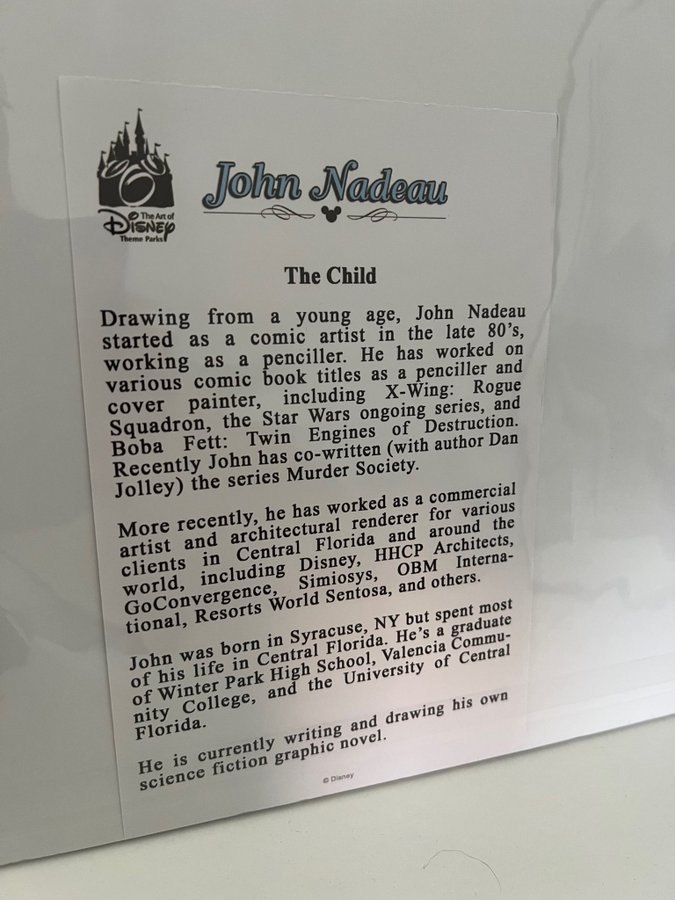 The Art of
Disney
Theme Parks
John Nadeau
The Child
Drawing from a young age, John Nadeau
started as a comic artist in the late 80's,
working as a penciller. He has worked on
various comic book titles as a penciller and
cover painter, including X-Wing: Rogue
Squadron, the Star Wars ongoing series, and
Boba Fett: Twin Engines of Destruction.
Recently John has co-written (with author Dan
Jolley) the series Murder Society.
More recently, he has worked as a commercial
artist and architectural renderer for various
clients in Central Florida and around the
world, including Disney, HHCP Architects,
GoConvergence, Simiosys, OBM Interna-
tional, Resorts World Sentosa, and others.
John was born in Syracuse, NY but spent most
of his life in Central Florida. He's a graduate
of Winter Park High School, Valencia Commu-
nity College, and the University of Central
Florida.
He is currently writing and drawing his own
science fiction graphic novel.
© Disney